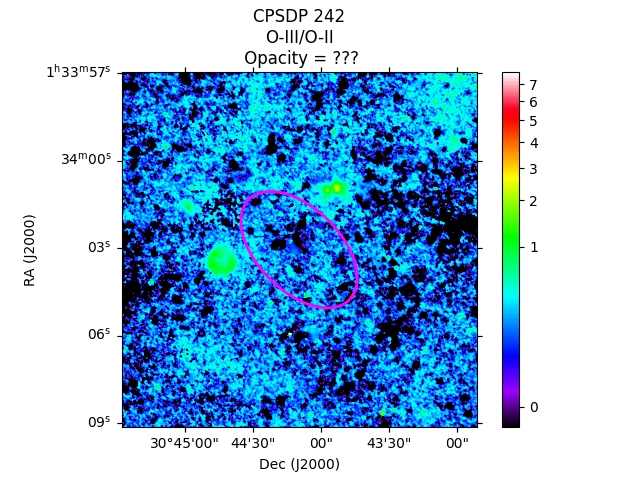 CPSDP 242
O-III/O-II
Opacity = ???
1ʰ33ᵐ57ˢ
34ᵐ00ˢ
03ˢ
06ˢ
09ˢ
RA (J2000)
30°45'00" 44'30" 00" 43'30" 00"
Dec (J2000)
7
6
5
4
3
2
1
0